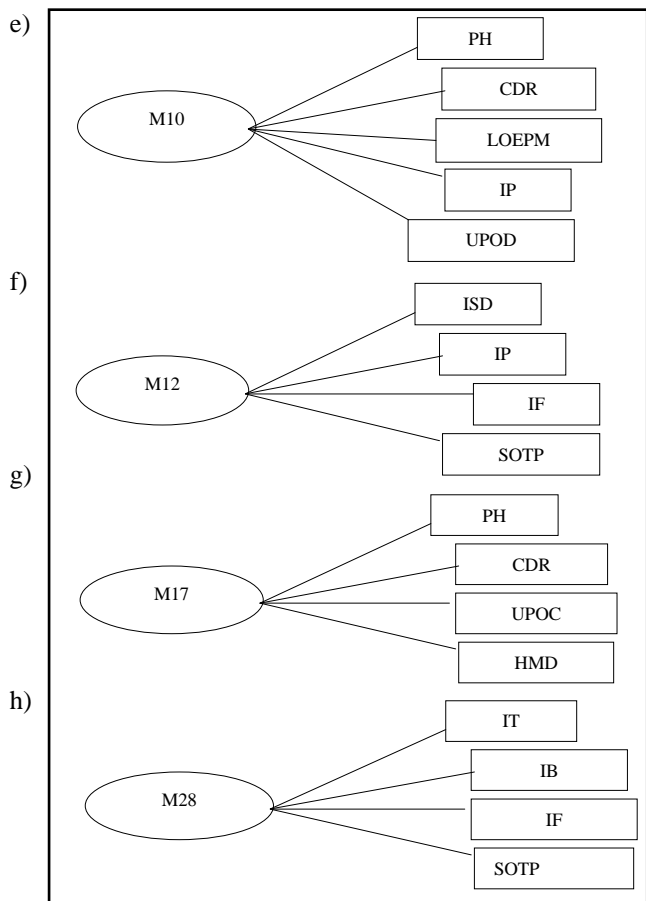 e)
PH
CDR
M10
LOEPM
IP
UPOD
f)
ISD
IP
M12
IF
SOTP
g)
PH
CDR
M17
UPOC
HMD
h)
IT
IB
M28
IF
SOTP